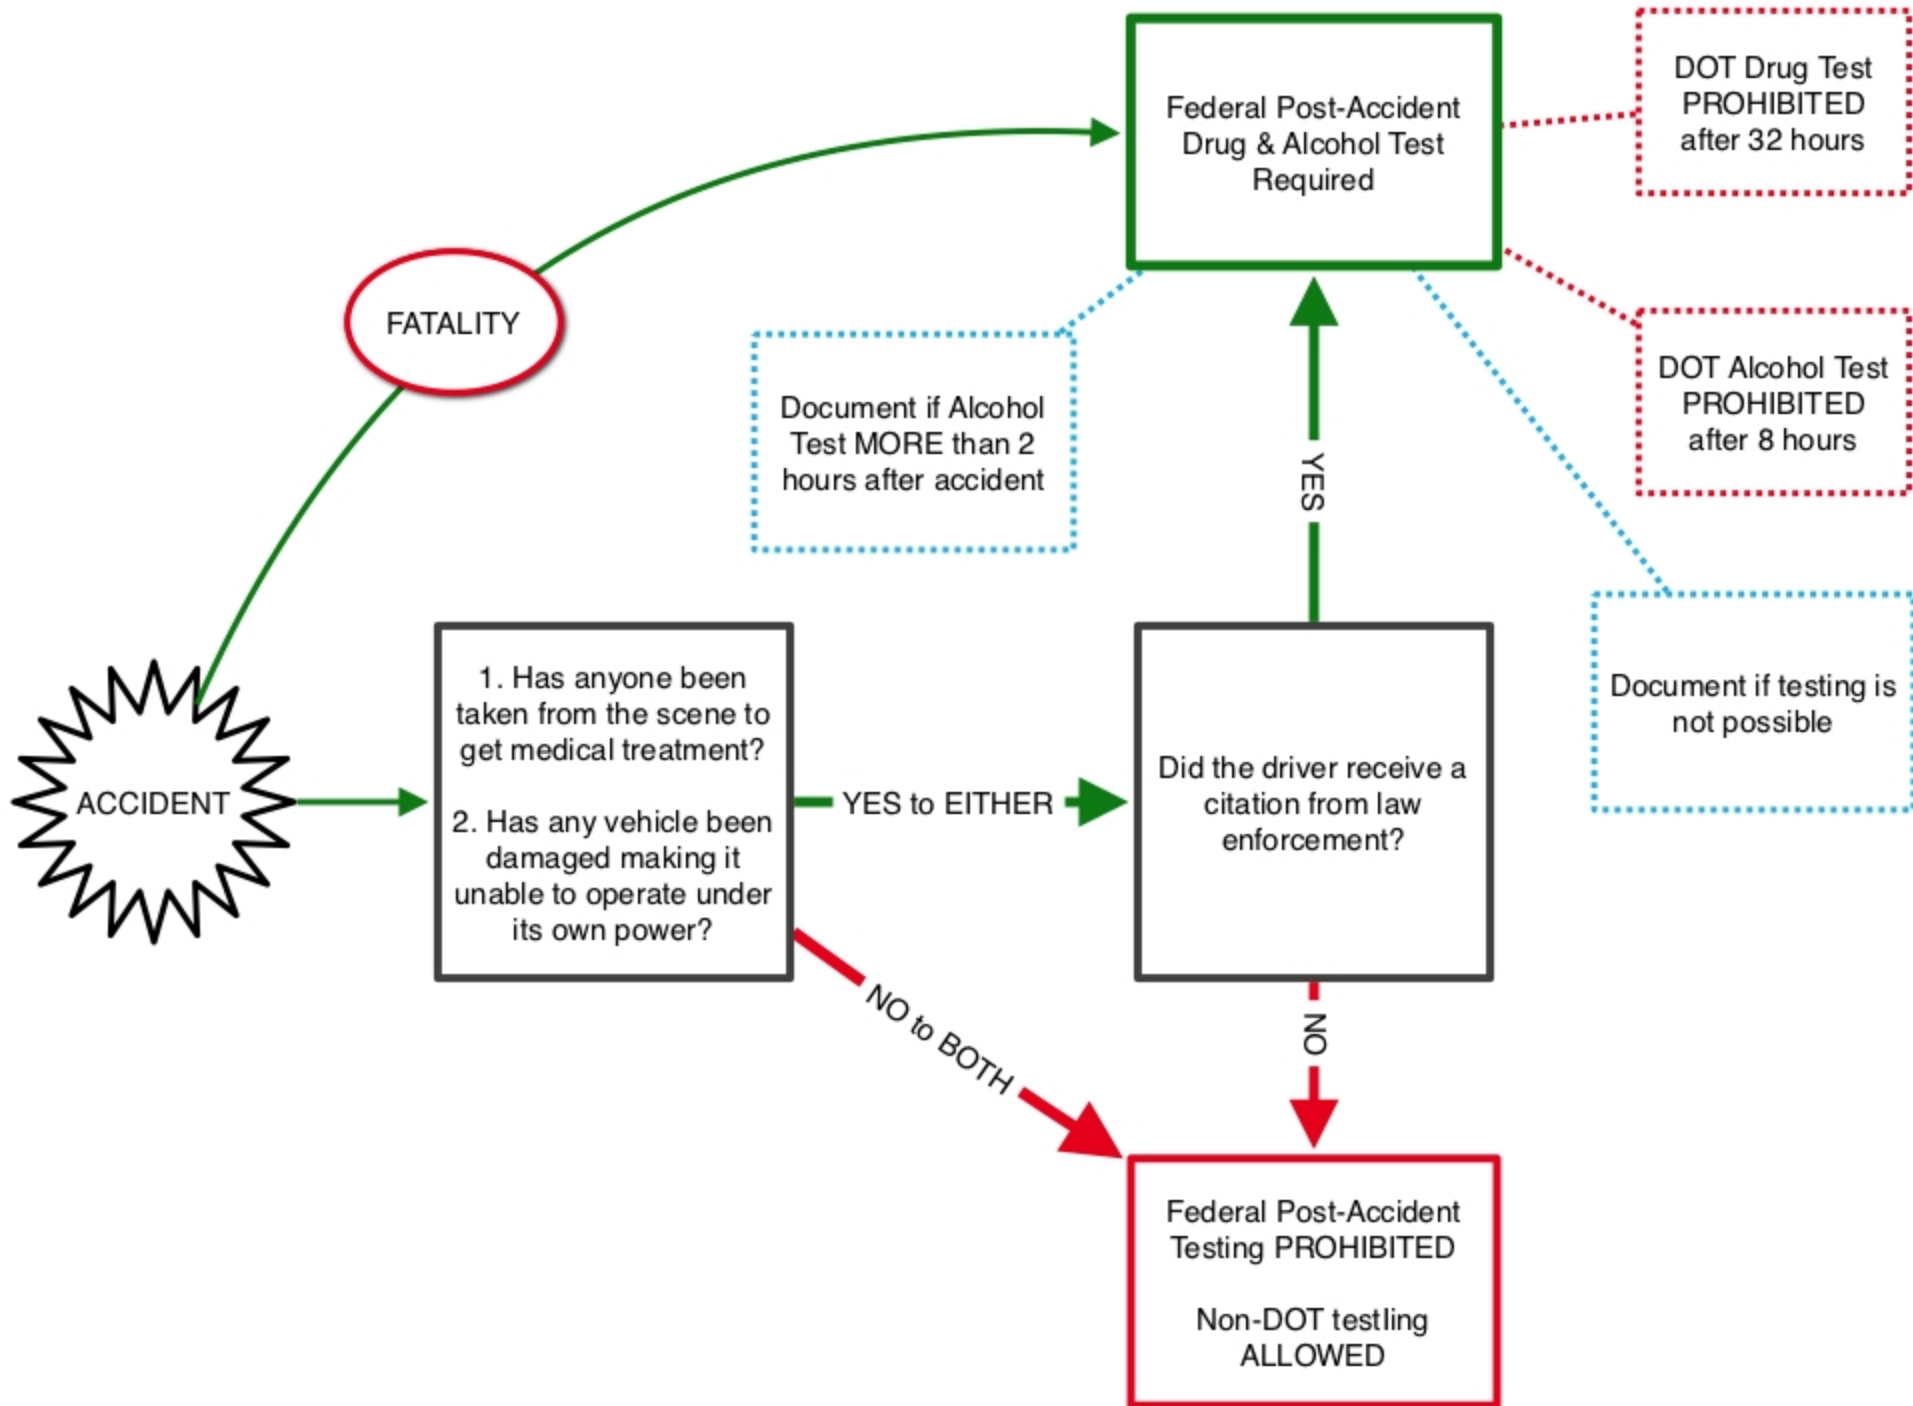 Federal Post-Accident
Drug & Alcohol Test
Required
DOT Drug Test
PROHIBITED
after 32 hours
FATALITY
DOT Alcohol Test
PROHIBITED
after 8 hours
Document if Alcohol
Test MORE than 2
hours after accident
YES
ACCIDENT
1. Has anyone been
taken from the scene to
get medical treatment?
2. Has any vehicle been
damaged making it
unable to operate under
its own power?
YES to EITHER
Did the driver receive a
citation from law
enforcement?
Document if testing is
not possible
NO to BOTH
NO
Federal Post-Accident
Testing PROHIBITED
Non-DOT testling
ALLOWED